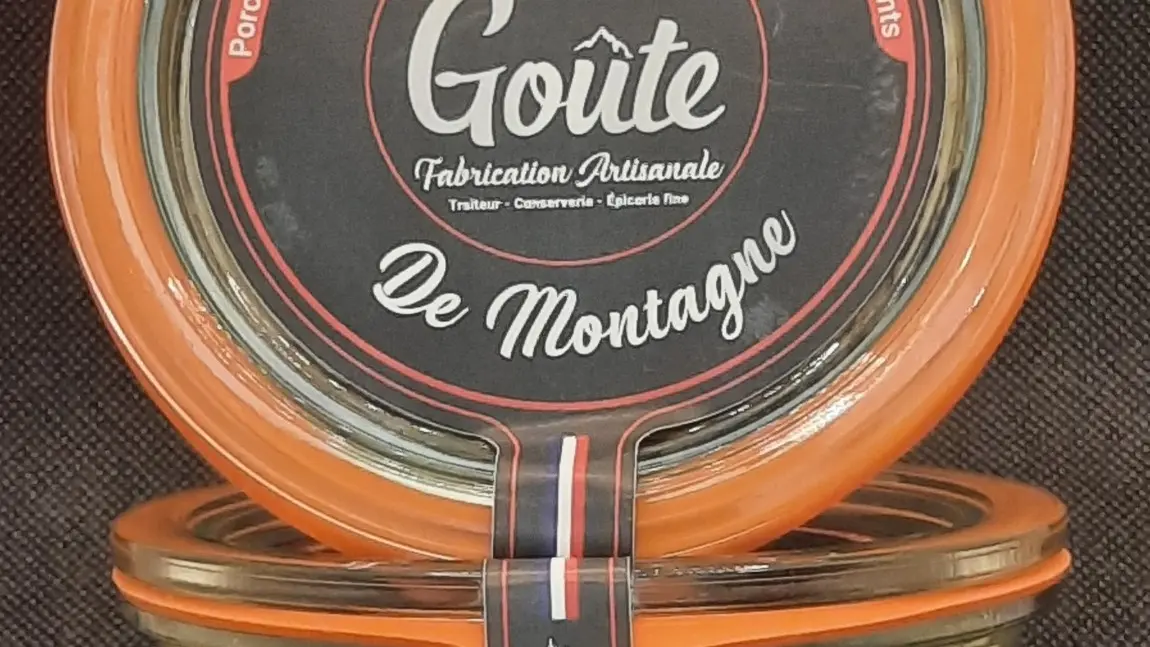 Goûte
Fabrication Artisanale
Traiteur - Conserverie - Épicerie fine
De Montagne